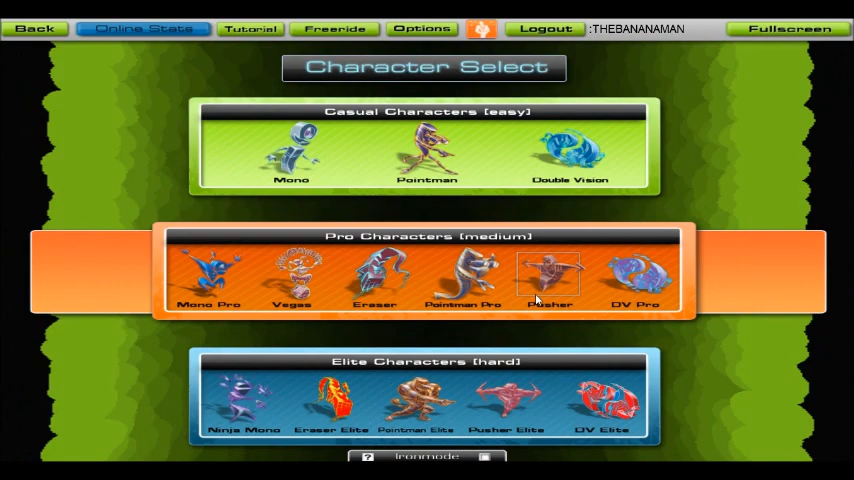 Back Online Stats Tutorial Freeride Options Logout :THEBANANAMAN Fullscreen
Character Select
Casual Characters [easy]
Mono Pointman Double Vision
Pro Characters [medium]
Mono Pro Vegas Eraser Pointman Pro Pusher DV Pro
Elite Characters [hard]
Ninja Mono Eraser Elite Pointman Elite Pusher Elite DV Elite
? Ironmode